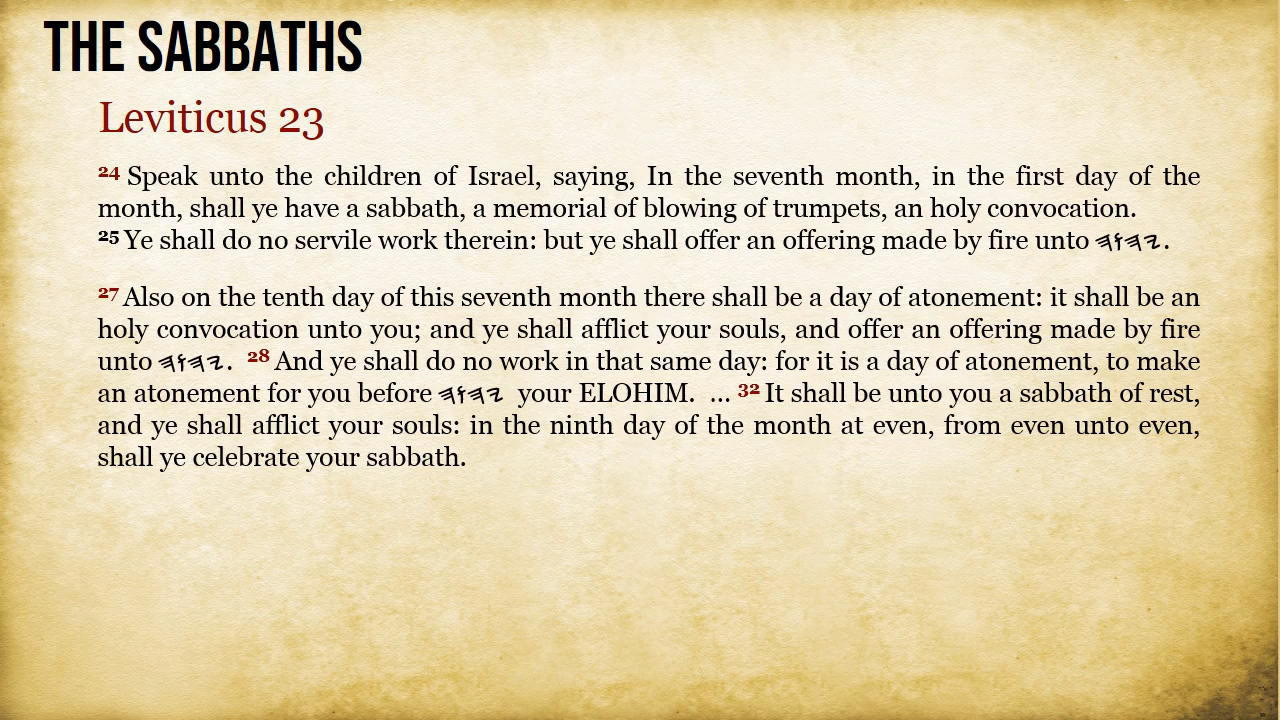 THE SABBATHS
Leviticus 23
24 Speak unto the children of Israel, saying, In the seventh month, in the first day of the
month, shall ye have a sabbath, a memorial of blowing of trumpets, an holy convocation.
25 Ye shall do no servile work therein: but ye shall offer an offering made by fire unto 𐤉𐤄𐤅𐤄.
27 Also on the tenth day of this seventh month there shall be a day of atonement: it shall be an
holy convocation unto you; and ye shall afflict your souls, and offer an offering made by fire
unto 𐤉𐤄𐤅𐤄. 28 And ye shall do no work in that same day: for it is a day of atonement, to make
an atonement for you before 𐤉𐤄𐤅𐤄 your ELOHIM. ... 32 It shall be unto you a sabbath of rest,
and ye shall afflict your souls: in the ninth day of the month at even, from even unto even,
shall ye celebrate your sabbath.